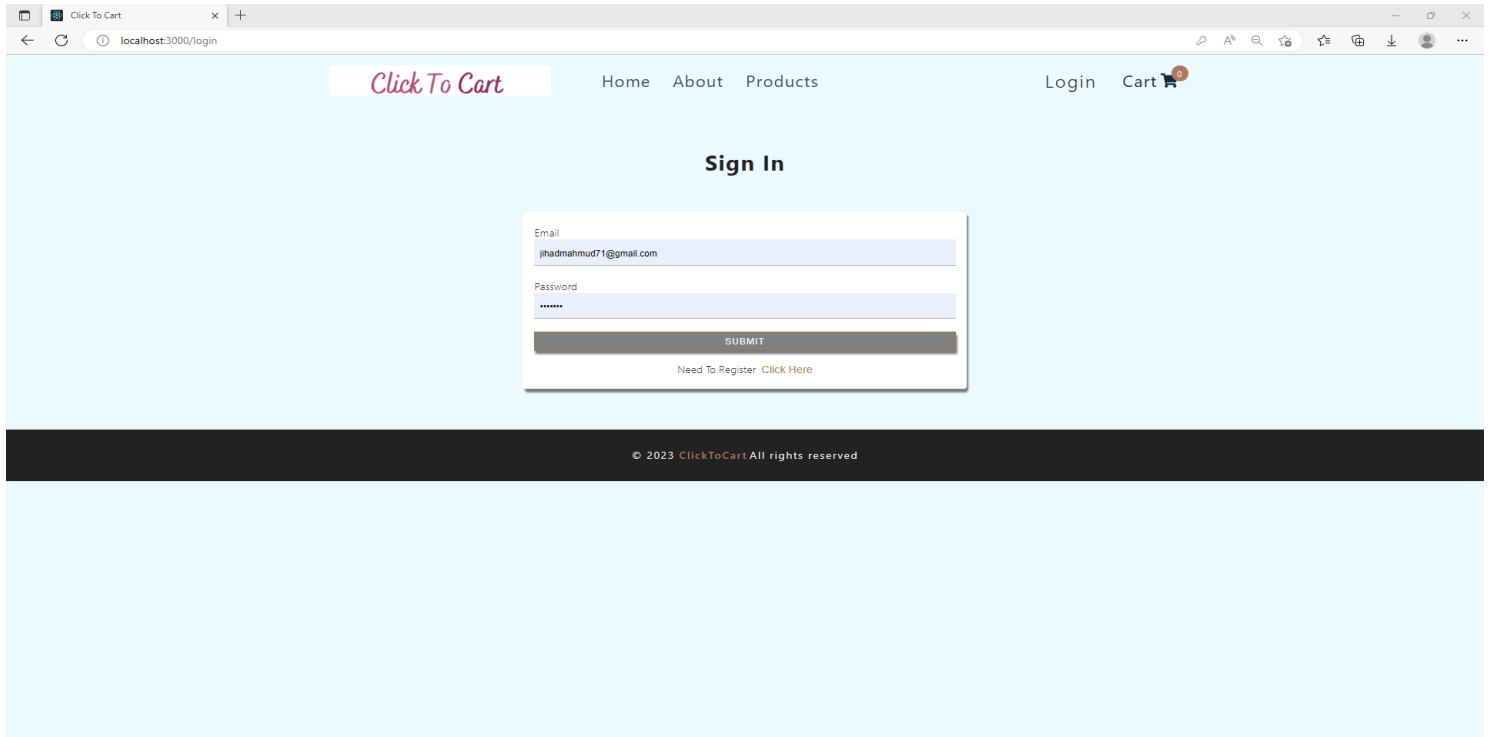 Click To Cart
localhost:3000/login
Click To Cart Home About Products Login Cart 0
Sign In
Email
jihadmahmud71@gmail.com
Password
•••••••
SUBMIT
Need To Register Click Here
© 2023 ClickToCart All rights reserved